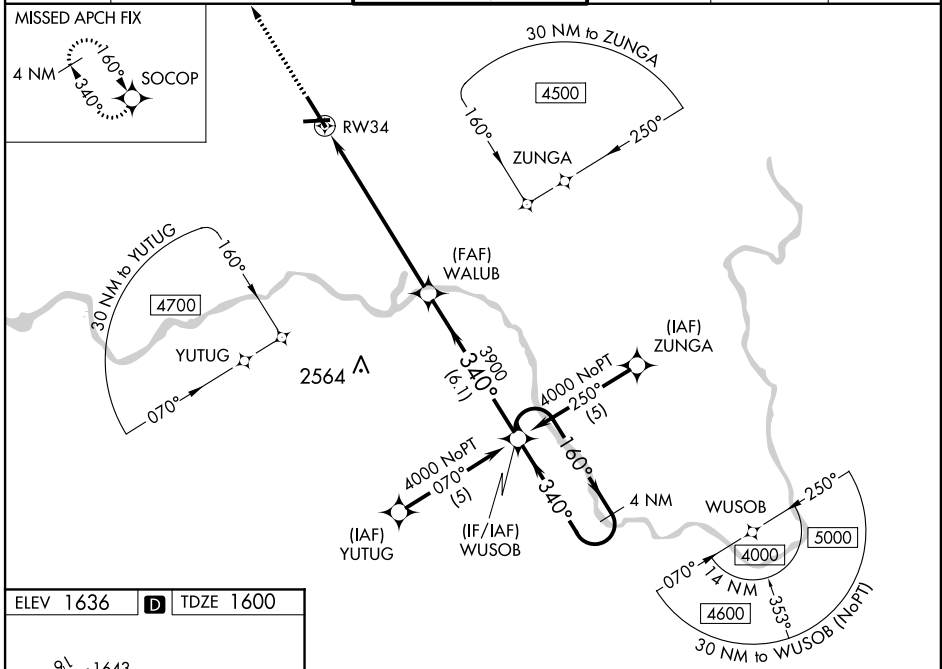 MISSED APCH FIX
4 NM
160°
340°
SOCOP
RW34
30 NM to ZUNGA
4500
160°
250°
ZUNGA
30 NM to YUTUG
160°
4700
YUTUG
070°
2564
(FAF)
WALUB
3900
340°
(6.1)
(IAF)
ZUNGA
4000 NoPT
250°
(5)
4000 NoPT
070°
(5)
(IAF)
YUTUG
(IF/IAF)
WUSOB
160°
340°
4 NM
WUSOB
250°
4000
5000
070°
14 NM
353°
4600
30 NM to WUSOB (NoPT)
ELEV 1636
D
TDZE 1600
1643